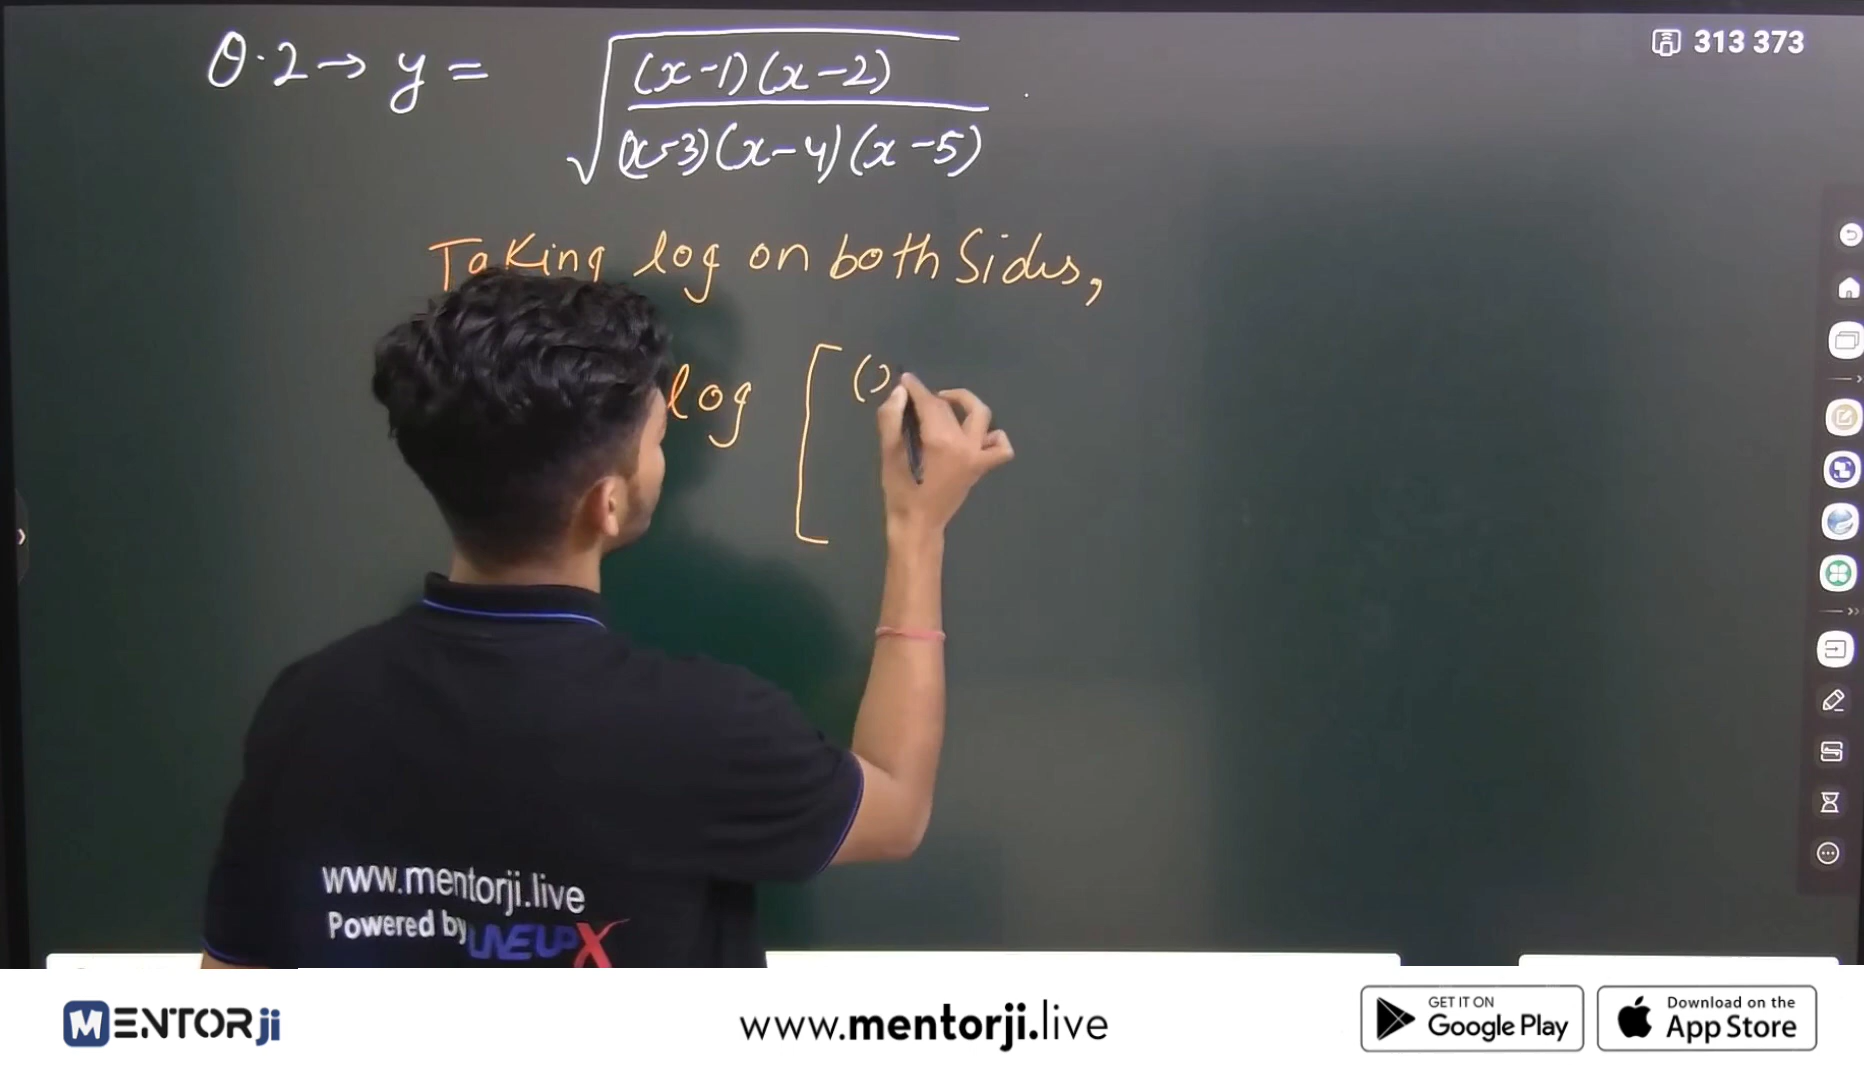 313 373
Q.2 → y = √((x-1)(x-2) / (x-3)(x-4)(x-5))
Taking log on both Sides,
log [ (
www.mentorji.live
Powered by LIVEUPX
MENTORji
www.mentorji.live
GET IT ON
Google Play
Download on the
App Store